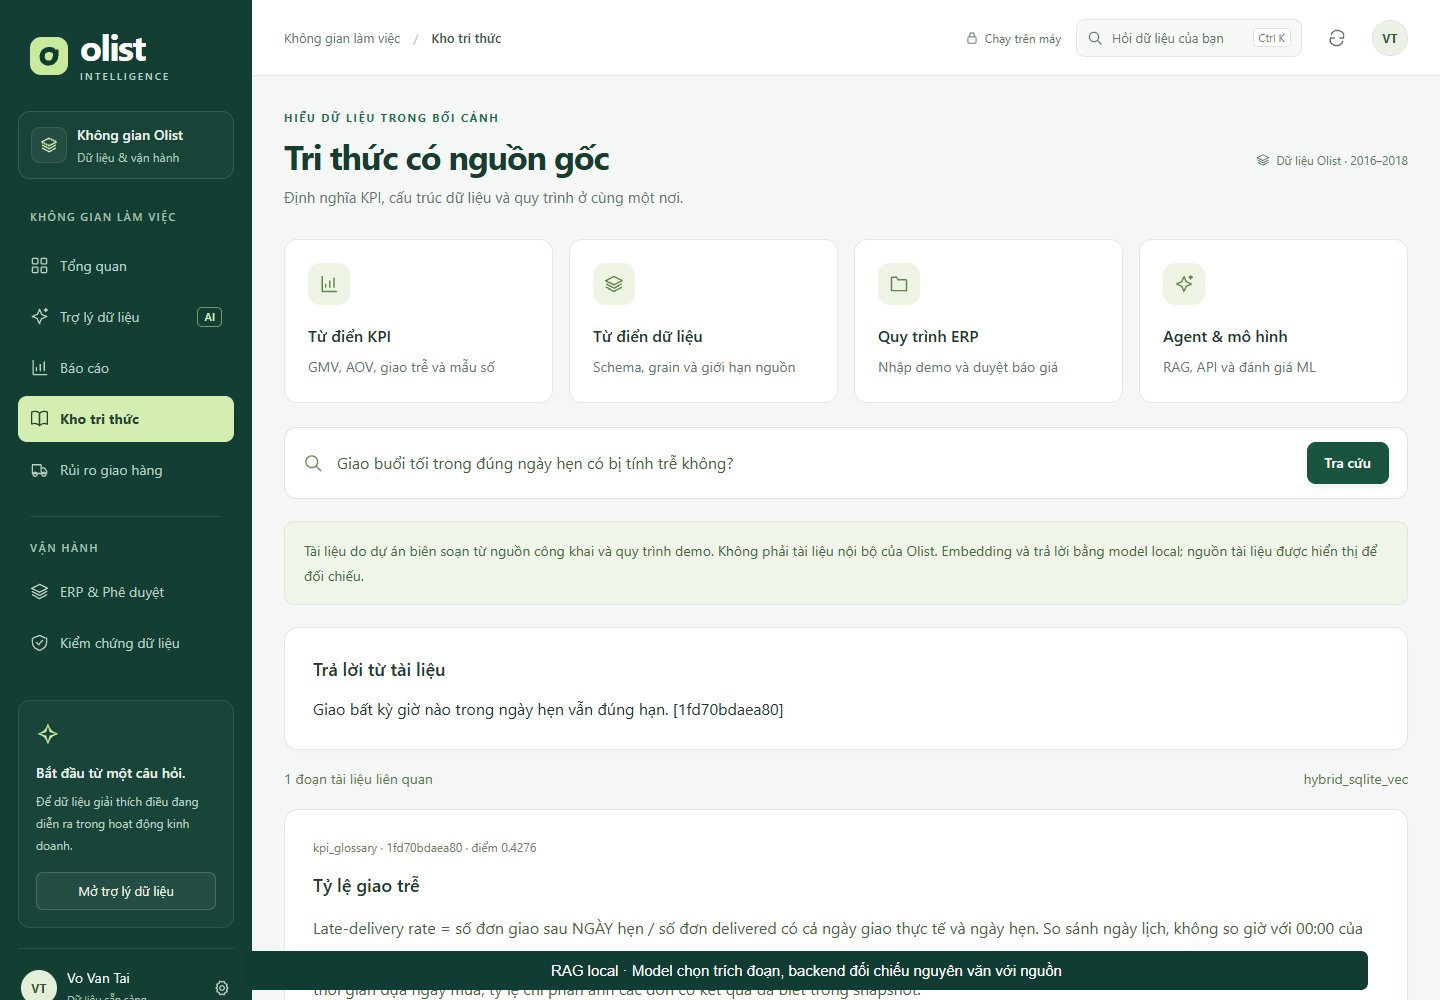 olist
INTELLIGENCE
Không gian Olist
Dữ liệu & vận hành
KHÔNG GIAN LÀM VIỆC
Tổng quan
Trợ lý dữ liệu
AI
Báo cáo
Kho tri thức
Rủi ro giao hàng
VẬN HÀNH
ERP & Phê duyệt
Kiểm chứng dữ liệu
Bắt đầu từ một câu hỏi.
Để dữ liệu giải thích điều đang
diễn ra trong hoạt động kinh
doanh.
Mở trợ lý dữ liệu
VT
Vo Van Tai
Dữ liệu sẵn sàng
Không gian làm việc / Kho tri thức
Chạy trên máy
Hỏi dữ liệu của bạn
Ctrl K
VT
HIỂU DỮ LIỆU TRONG BỐI CẢNH
Tri thức có nguồn gốc
Định nghĩa KPI, cấu trúc dữ liệu và quy trình ở cùng một nơi.
Dữ liệu Olist · 2016–2018
Từ điển KPI
GMV, AOV, giao trễ và mẫu số
Từ điển dữ liệu
Schema, grain và giới hạn nguồn
Quy trình ERP
Nhập demo và duyệt báo giá
Agent & mô hình
RAG, API và đánh giá ML
Giao buổi tối trong đúng ngày hẹn có bị tính trễ không?
Tra cứu
Tài liệu do dự án biên soạn từ nguồn công khai và quy trình demo. Không phải tài liệu nội bộ của Olist. Embedding và trả lời bằng model local; nguồn tài liệu được hiển thị để
đối chiếu.
Trả lời từ tài liệu
Giao bất kỳ giờ nào trong ngày hẹn vẫn đúng hạn. [1fd70bdaea80]
1 đoạn tài liệu liên quan
hybrid_sqlite_vec
kpi_glossary · 1fd70bdaea80 · điểm 0.4276
Tỷ lệ giao trễ
Late-delivery rate = số đơn giao sau NGÀY hẹn / số đơn delivered có cả ngày giao thực tế và ngày hẹn. So sánh ngày lịch, không so giờ với 00:00 của
RAG local · Model chọn trích đoạn, backend đối chiếu nguyên văn với nguồn